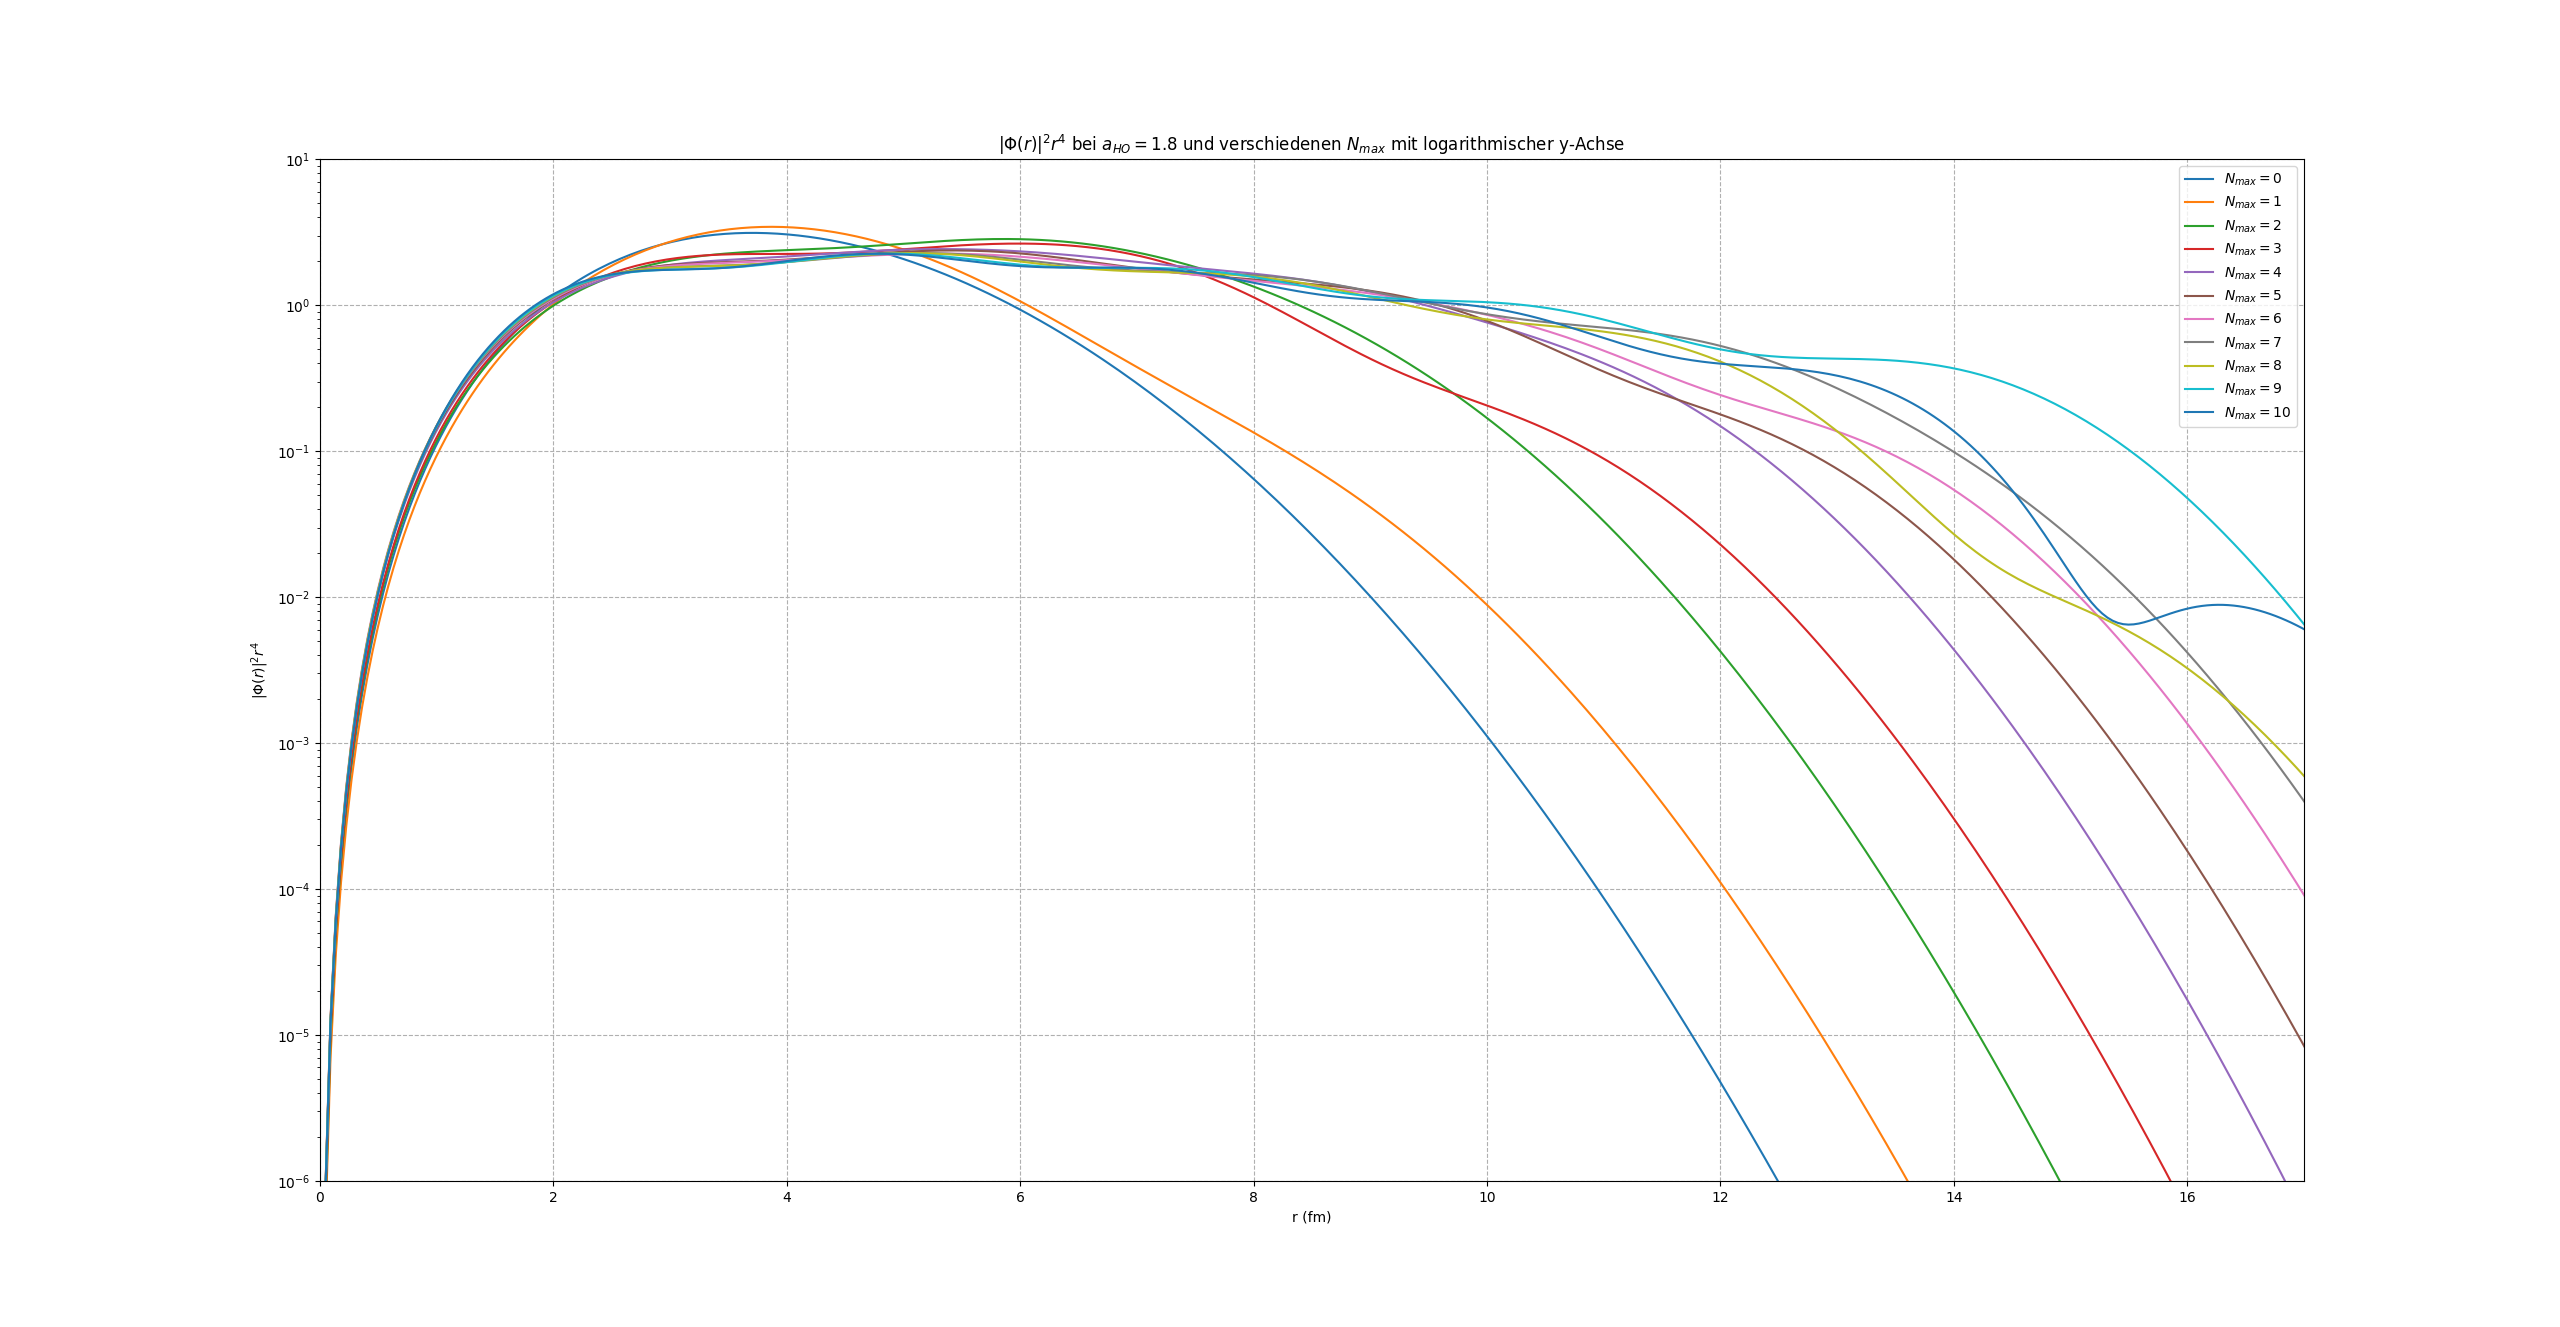 |Φ(r)|²r⁴ bei a_HO = 1.8 und verschiedenen N_max mit logarithmischer y-Achse
10¹
10⁰
10⁻¹
10⁻²
10⁻³
10⁻⁴
10⁻⁵
10⁻⁶
|Φ(r)|²r⁴
N_max = 0
N_max = 1
N_max = 2
N_max = 3
N_max = 4
N_max = 5
N_max = 6
N_max = 7
N_max = 8
N_max = 9
N_max = 10
0 2 4 6 8 10 12 14 16
r (fm)